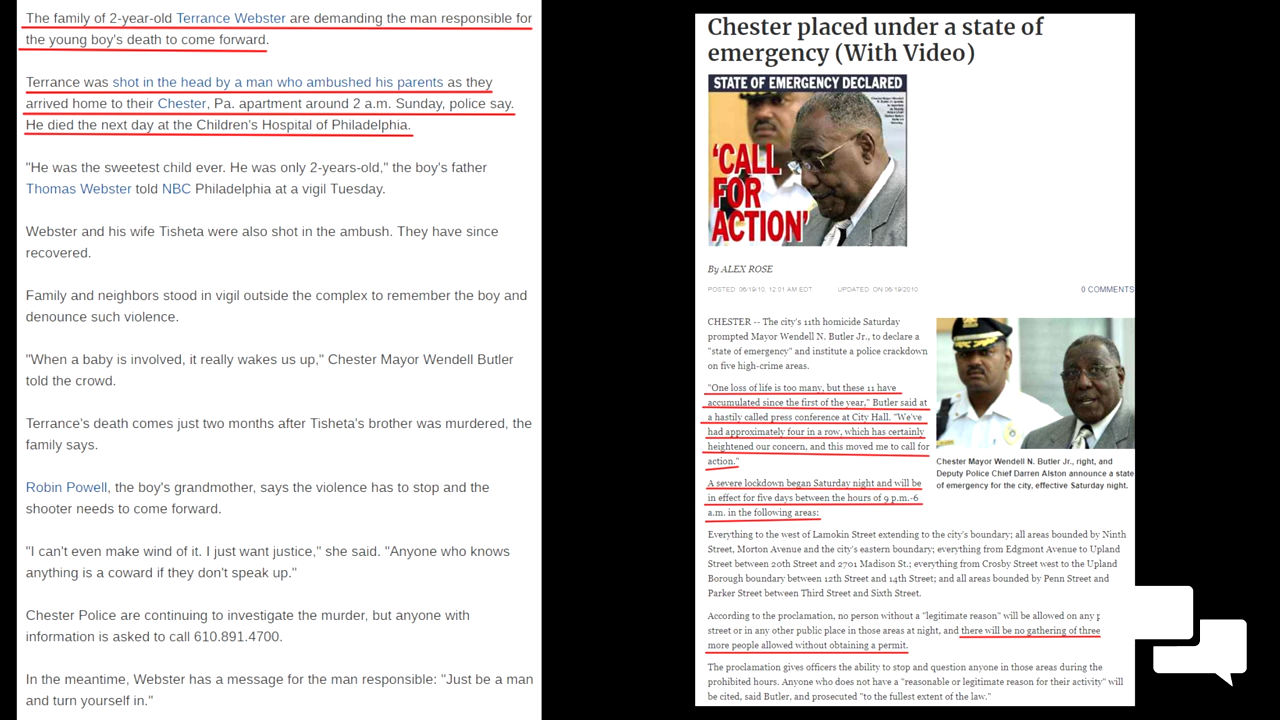 The family of 2-year-old Terrance Webster are demanding the man responsible for
the young boy's death to come forward.
Terrance was shot in the head by a man who ambushed his parents as they
arrived home to their Chester, Pa. apartment around 2 a.m. Sunday, police say.
He died the next day at the Children's Hospital of Philadelphia.
"He was the sweetest child ever. He was only 2-years-old," the boy's father
Thomas Webster told NBC Philadelphia at a vigil Tuesday.
Webster and his wife Tisheta were also shot in the ambush. They have since
recovered.
Family and neighbors stood in vigil outside the complex to remember the boy and
denounce such violence.
"When a baby is involved, it really wakes us up," Chester Mayor Wendell Butler
told the crowd.
Terrance's death comes just two months after Tisheta's brother was murdered, the
family says.
Robin Powell, the boy's grandmother, says the violence has to stop and the
shooter needs to come forward.
"I can't even make wind of it. I just want justice," she said. "Anyone who knows
anything is a coward if they don't speak up."
Chester Police are continuing to investigate the murder, but anyone with
information is asked to call 610.891.4700.
In the meantime, Webster has a message for the man responsible: "Just be a man
and turn yourself in."
Chester placed under a state of
emergency (With Video)
STATE OF EMERGENCY DECLARED
'CALL
FOR
ACTION'
By ALEX ROSE
POSTED: 06/19/10, 12:01 AM EDT UPDATED: ON 06/19/2010
0 COMMENTS
CHESTER -- The city's 11th homicide Saturday
prompted Mayor Wendell N. Butler Jr., to declare a
"state of emergency" and institute a police crackdown
on five high-crime areas.
"One loss of life is too many, but these 11 have
accumulated since the first of the year," Butler said at
a hastily called press conference at City Hall. "We've
had approximately four in a row, which has certainly
heightened our concern, and this moved me to call for
action."
A severe lockdown began Saturday night and will be
in effect for five days between the hours of 9 p.m.-6
a.m. in the following areas:
Chester Mayor Wendell N. Butler Jr., right, and
Deputy Police Chief Darren Alston announce a state
of emergency for the city, effective Saturday night.
Everything to the west of Lamokin Street extending to the city's boundary; all areas bounded by Ninth
Street, Morton Avenue and the city's eastern boundary; everything from Edgmont Avenue to Upland
Street between 20th Street and 2701 Madison St.; everything from Crosby Street west to the Upland
Borough boundary between 12th Street and 14th Street; and all areas bounded by Penn Street and
Parker Street between Third Street and Sixth Street.
According to the proclamation, no person without a "legitimate reason" will be allowed on any
street or in any other public place in those areas at night, and there will be no gathering of three
more people allowed without obtaining a permit.
The proclamation gives officers the ability to stop and question anyone in those areas during the
prohibited hours. Anyone who does not have a "reasonable or legitimate reason for their activity" will
be cited, said Butler, and prosecuted "to the fullest extent of the law."